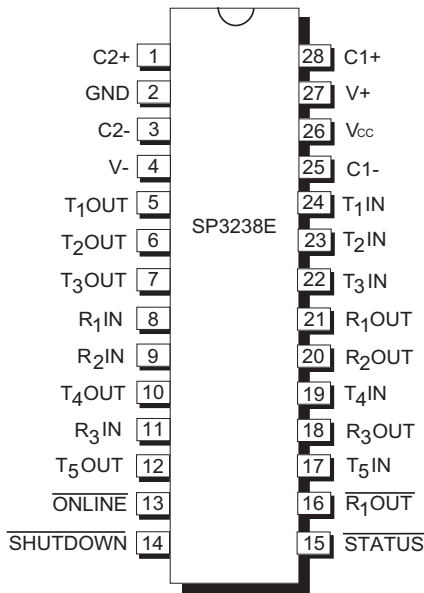 C2+ 1 28 C1+
GND 2 27 V+
C2- 3 26 Vcc
V- 4 25 C1-
T1OUT 5 24 T1IN
SP3238E
T2OUT 6 23 T2IN
T3OUT 7 22 T3IN
R1IN 8 21 R1OUT
R2IN 9 20 R2OUT
T4OUT 10 19 T4IN
R3IN 11 18 R3OUT
T5OUT 12 17 T5IN
ONLINE 13 16 R1OUT
SHUTDOWN 14 15 STATUS